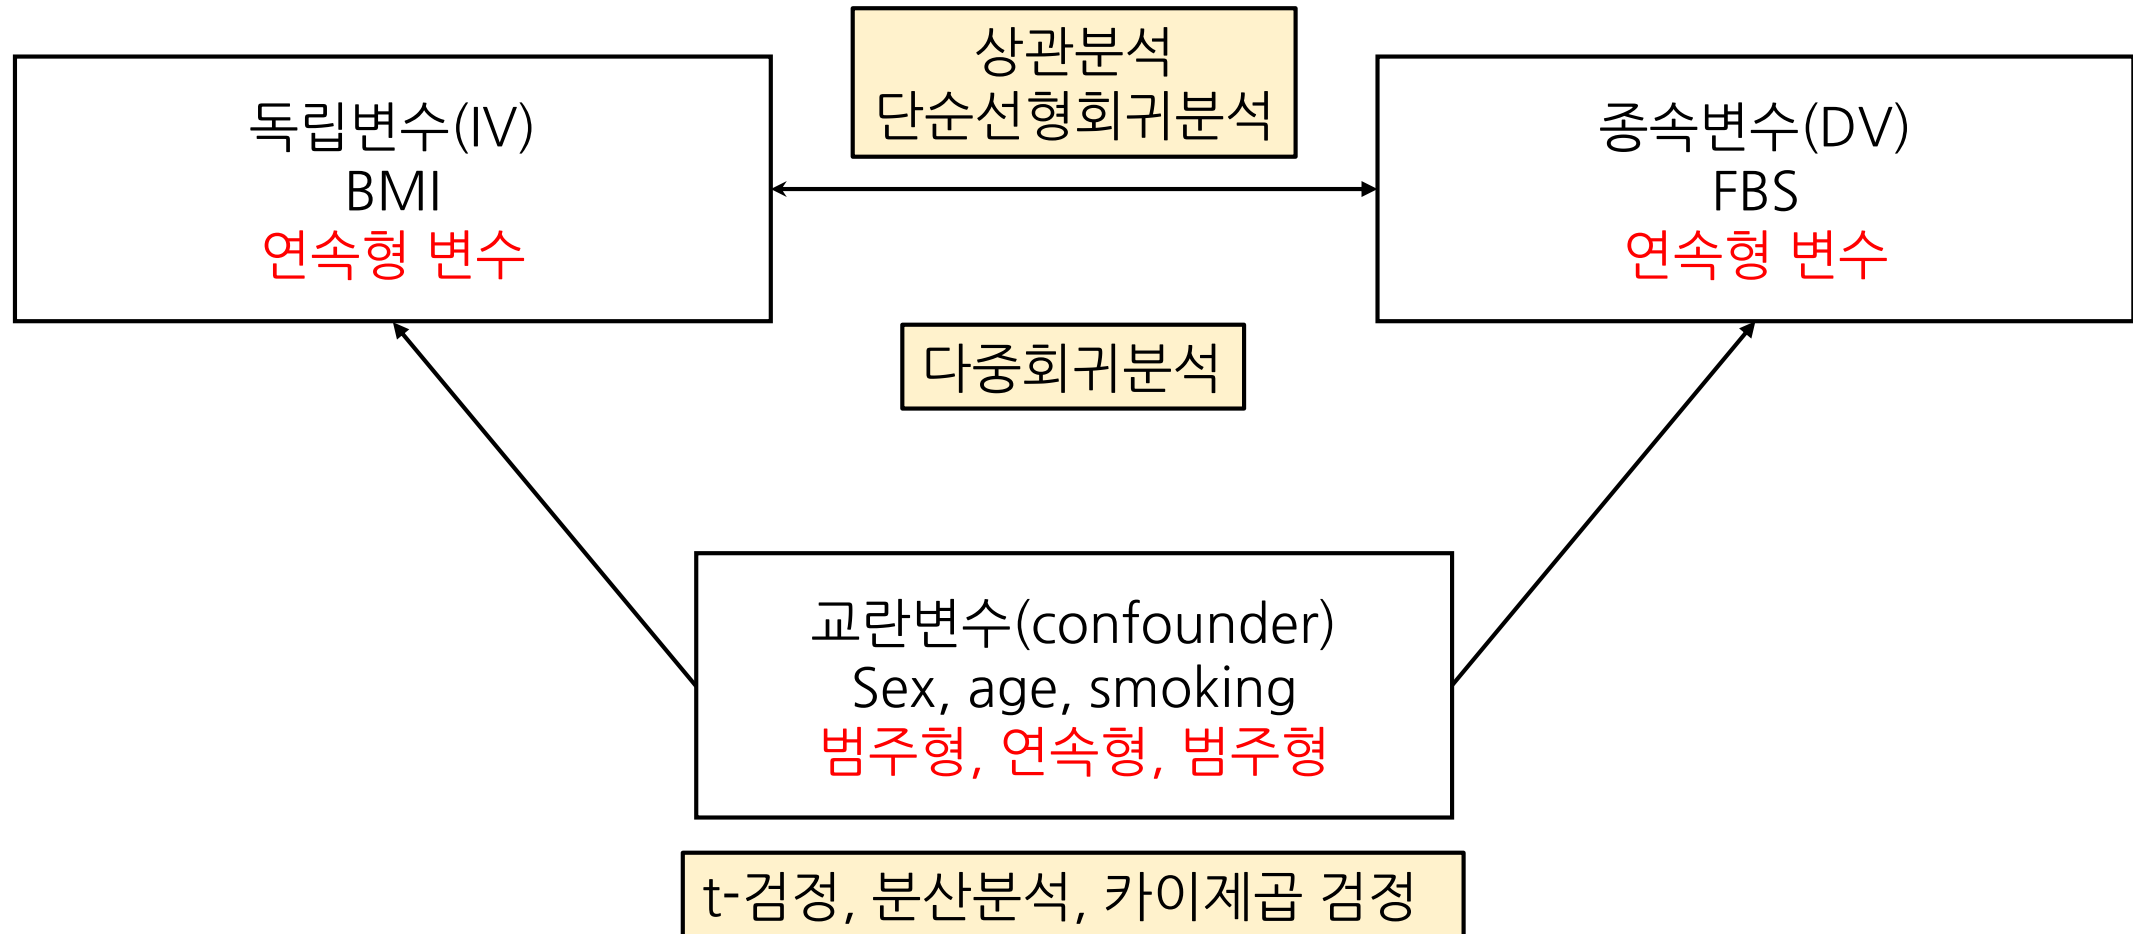 상관분석
단순선형회귀분석
독립변수(IV)
BMI
연속형 변수
종속변수(DV)
FBS
연속형 변수
다중회귀분석
교란변수(confounder)
Sex, age, smoking
범주형, 연속형, 범주형
t-검정, 분산분석, 카이제곱 검정